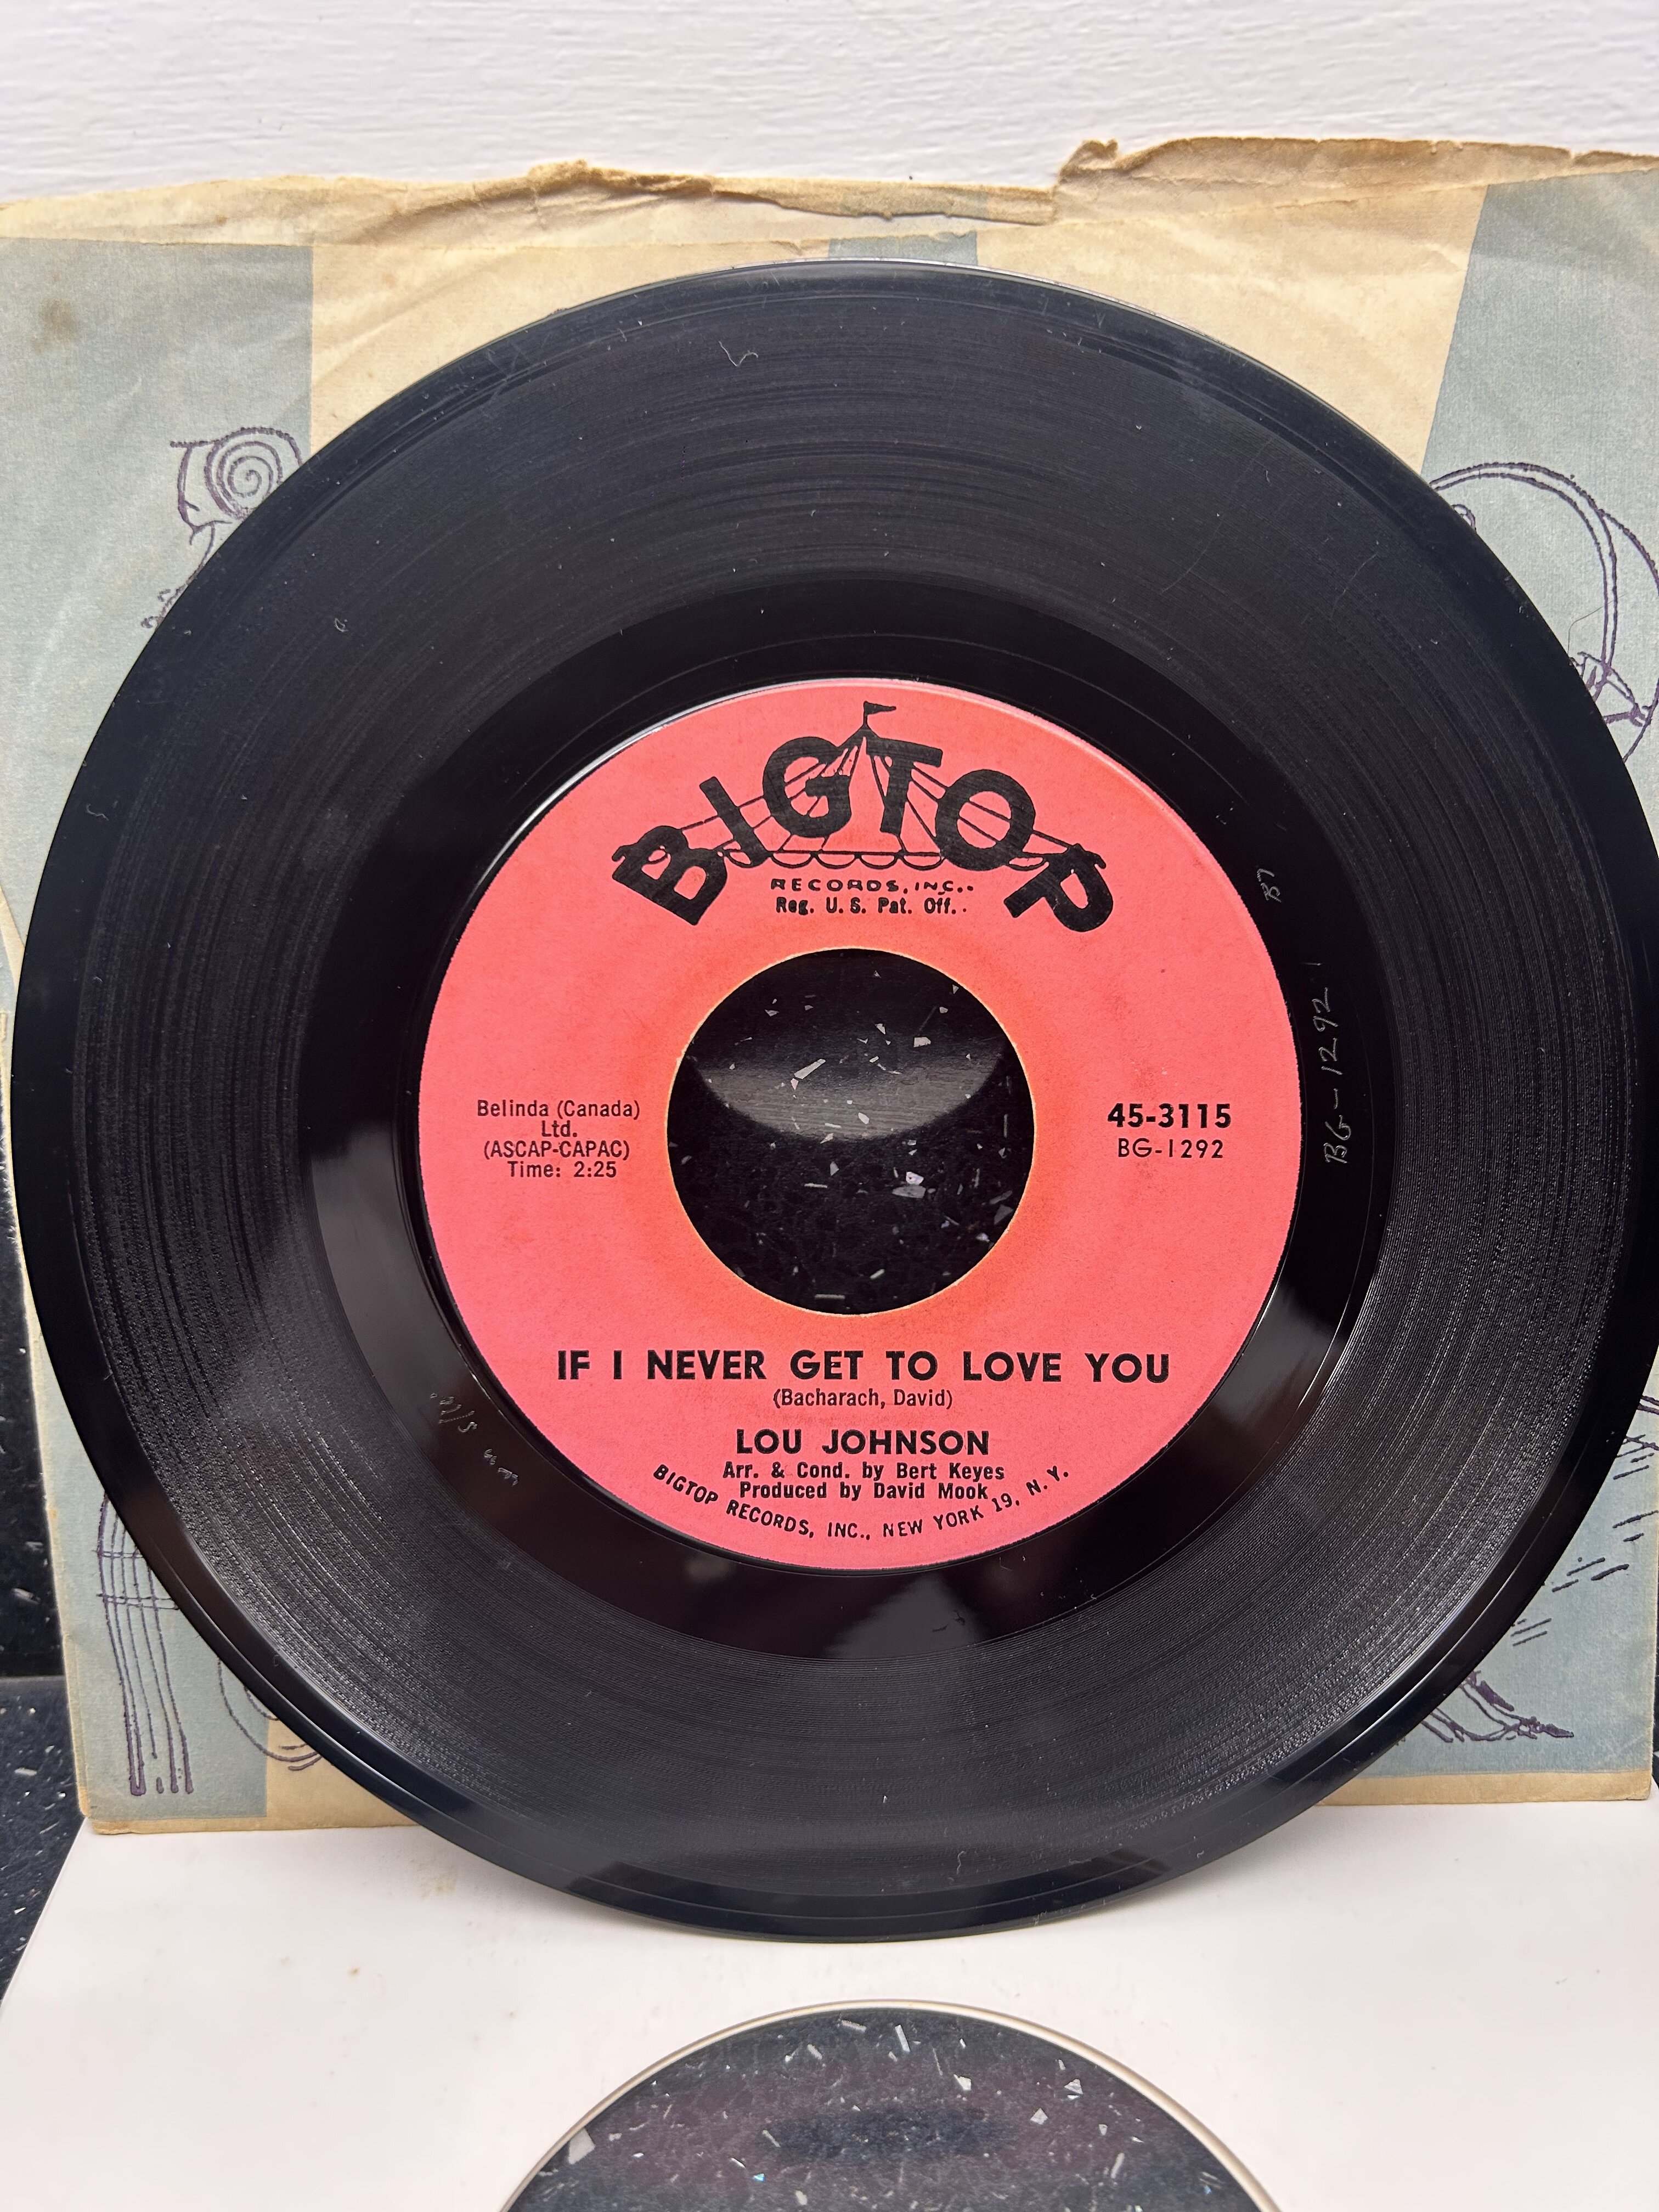 BIGTOP
RECORDS, INC.
Reg. U. S. Pat. Off.
Belinda (Canada)
Ltd.
(ASCAP-CAPAC)
Time: 2:25
45-3115
BG-1292
IF I NEVER GET TO LOVE YOU
(Bacharach, David)
LOU JOHNSON
Arr. & Cond. by Bert Keyes
Produced by David Mook
BIGTOP RECORDS, INC., NEW YORK 19, N. Y.
BG-1292